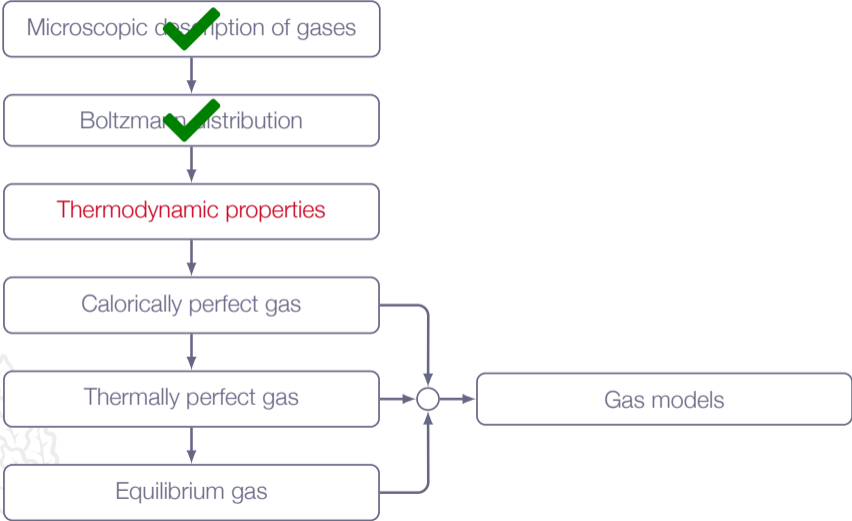 Microscopic description of gases
Boltzmann distribution
Thermodynamic properties
Calorically perfect gas
Thermally perfect gas
Gas models
Equilibrium gas